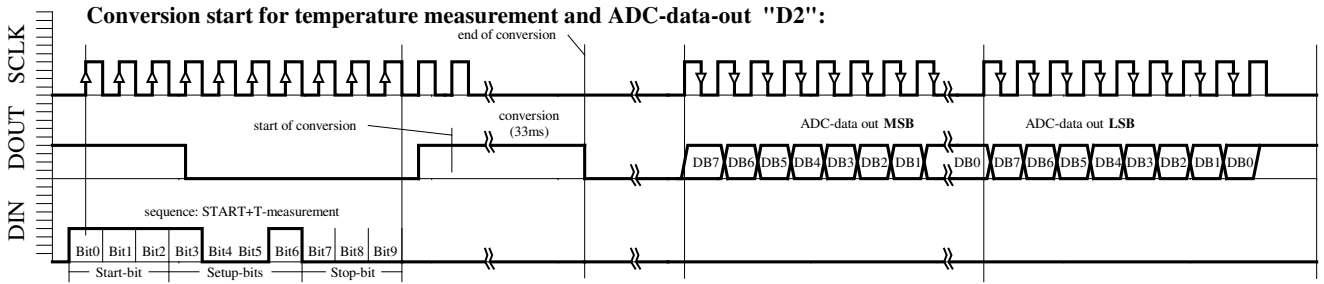 Conversion start for temperature measurement and ADC-data-out "D2":
end of conversion
SCLK
DOUT
start of conversion
conversion
(33ms)
ADC-data out MSB
ADC-data out LSB
DB7 DB6 DB5 DB4 DB3 DB2 DB1 DB0 DB7 DB6 DB5 DB4 DB3 DB2 DB1 DB0
DIN
sequence: START+T-measurement
Bit0 Bit1 Bit2 Bit3 Bit4 Bit5 Bit6 Bit7 Bit8 Bit9
Start-bit Setup-bits Stop-bit